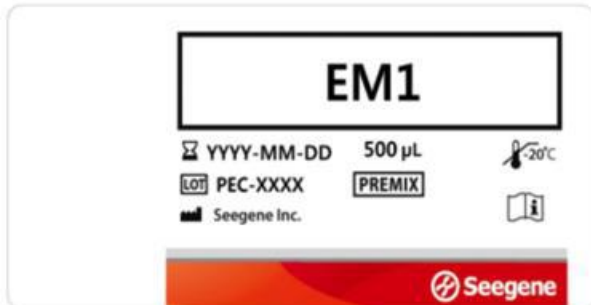 EM1
YYYY-MM-DD 500 µL -20°C
LOT PEC-XXXX PREMIX
Seegene Inc.
Seegene